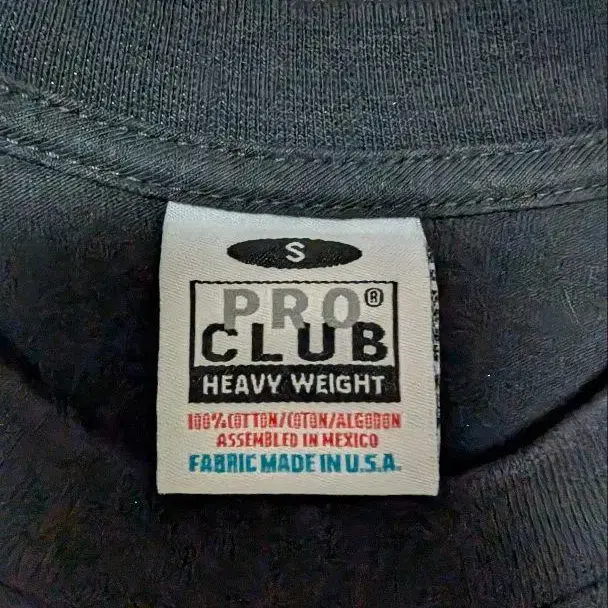 S
PRO®
CLUB
HEAVY WEIGHT
100% COTTON/COTON/ALGODON
ASSEMBLED IN MEXICO
FABRIC MADE IN U.S.A.